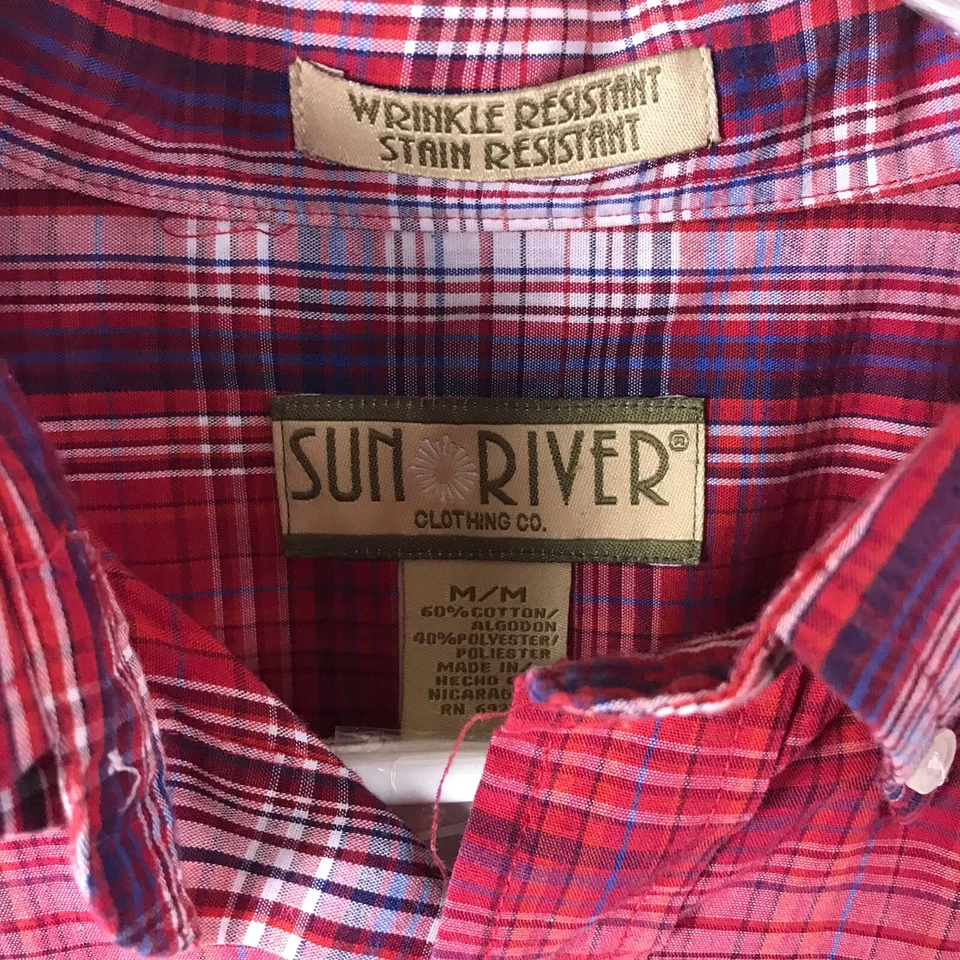 WRINKLE RESISTANT
STAIN RESISTANT
SUN RIVER®
CLOTHING CO.
M/M
60% COTTON/
ALGODON
40% POLYESTER/
POLIESTER
MADE IN/
HECHO
RN